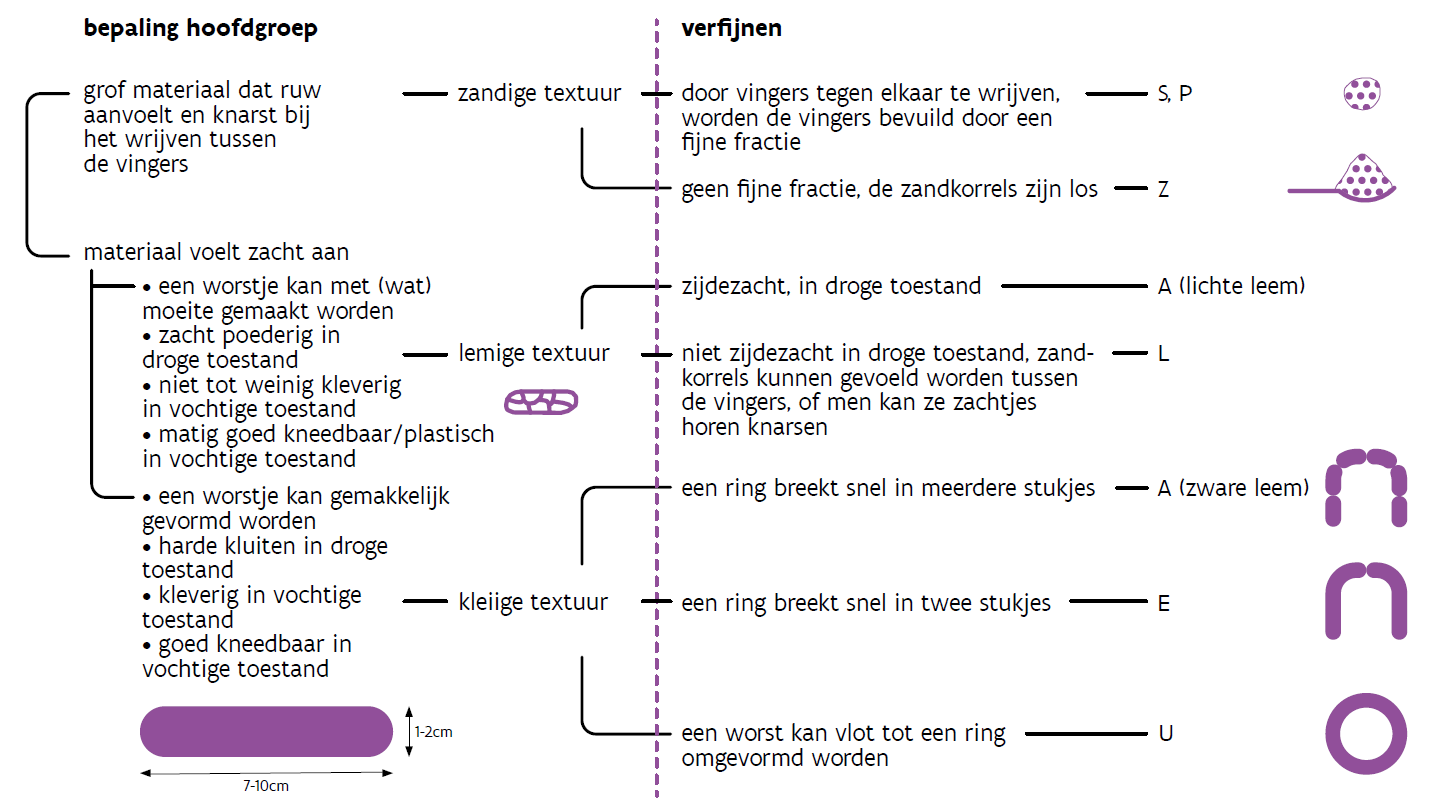 bepaling hoofdgroep
verfijnen
grof materiaal dat ruw
aanvoelt en knarst bij
het wrijven tussen
de vingers
zandige textuur
door vingers tegen elkaar te wrijven,
worden de vingers bevuild door een
fijne fractie
S, P
geen fijne fractie, de zandkorrels zijn los
Z
materiaal voelt zacht aan
• een worstje kan met (wat)
moeite gemaakt worden
• zacht poederig in
droge toestand
• niet tot weinig kleverig
in vochtige toestand
• matig goed kneedbaar/plastisch
in vochtige toestand
lemige textuur
zijdezacht, in droge toestand
A (lichte leem)
niet zijdezacht in droge toestand, zand-
korrels kunnen gevoeld worden tussen
de vingers, of men kan ze zachtjes
horen knarsen
L
• een worstje kan gemakkelijk
gevormd worden
• harde kluiten in droge
toestand
• kleverig in vochtige
toestand
• goed kneedbaar in
vochtige toestand
kleiige textuur
een ring breekt snel in meerdere stukjes
A (zware leem)
een ring breekt snel in twee stukjes
E
een worst kan vlot tot een ring
omgevormd worden
U
1-2cm
7-10cm